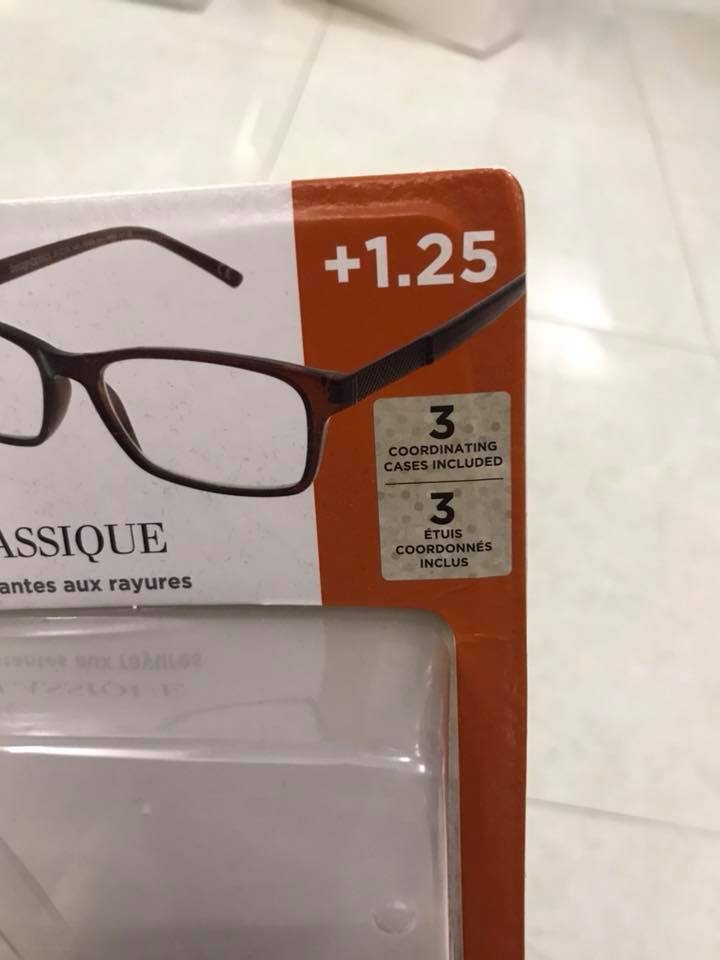 +1.25
3
COORDINATING
CASES INCLUDED
3
ÉTUIS
COORDONNÉS
INCLUS
ASSIQUE
antes aux rayures